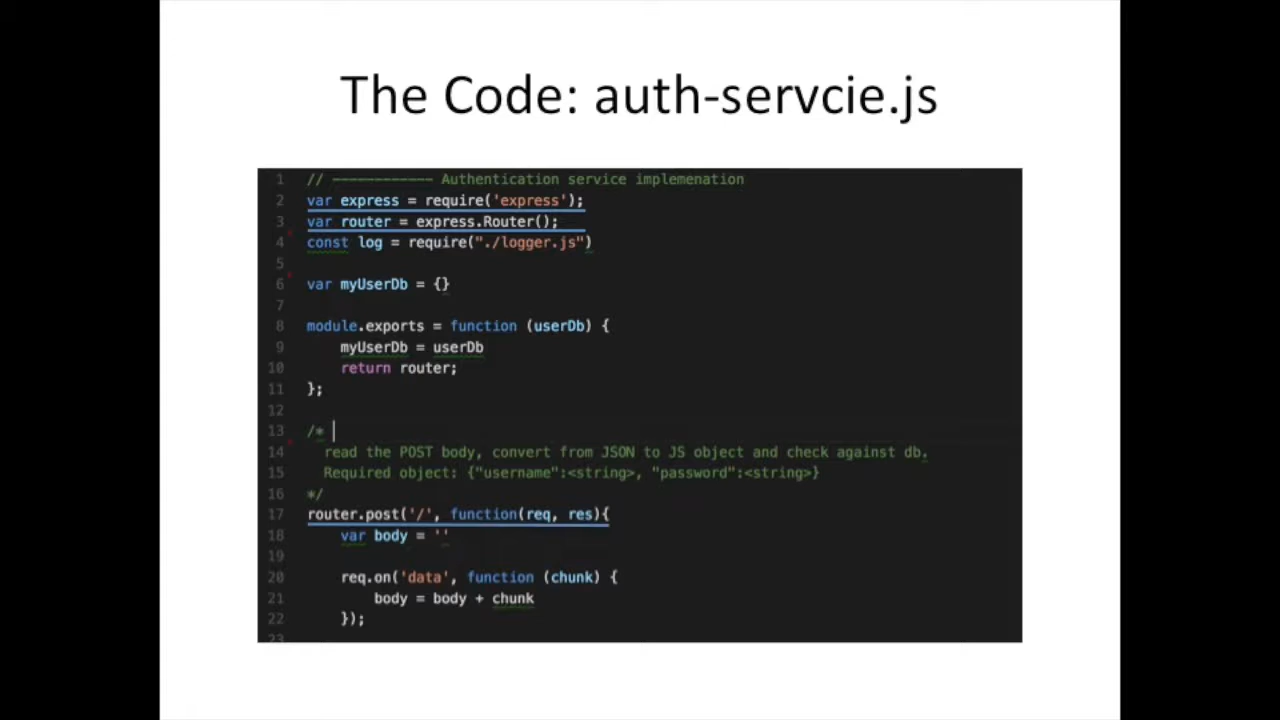 The Code: auth-servcie.js
1 // ———————————— Authentication service implemenation
2 var express = require('express');
3 var router = express.Router();
4 const log = require("./logger.js")
5
6 var myUserDb = {}
7
8 module.exports = function (userDb) {
9 myUserDb = userDb
10 return router;
11 };
12
13 /*
14 read the POST body, convert from JSON to JS object and check against db.
15 Required object: {"username":<string>, "password":<string>}
16 */
17 router.post('/', function(req, res){
18 var body = ''
19
20 req.on('data', function (chunk) {
21 body = body + chunk
22 });
23